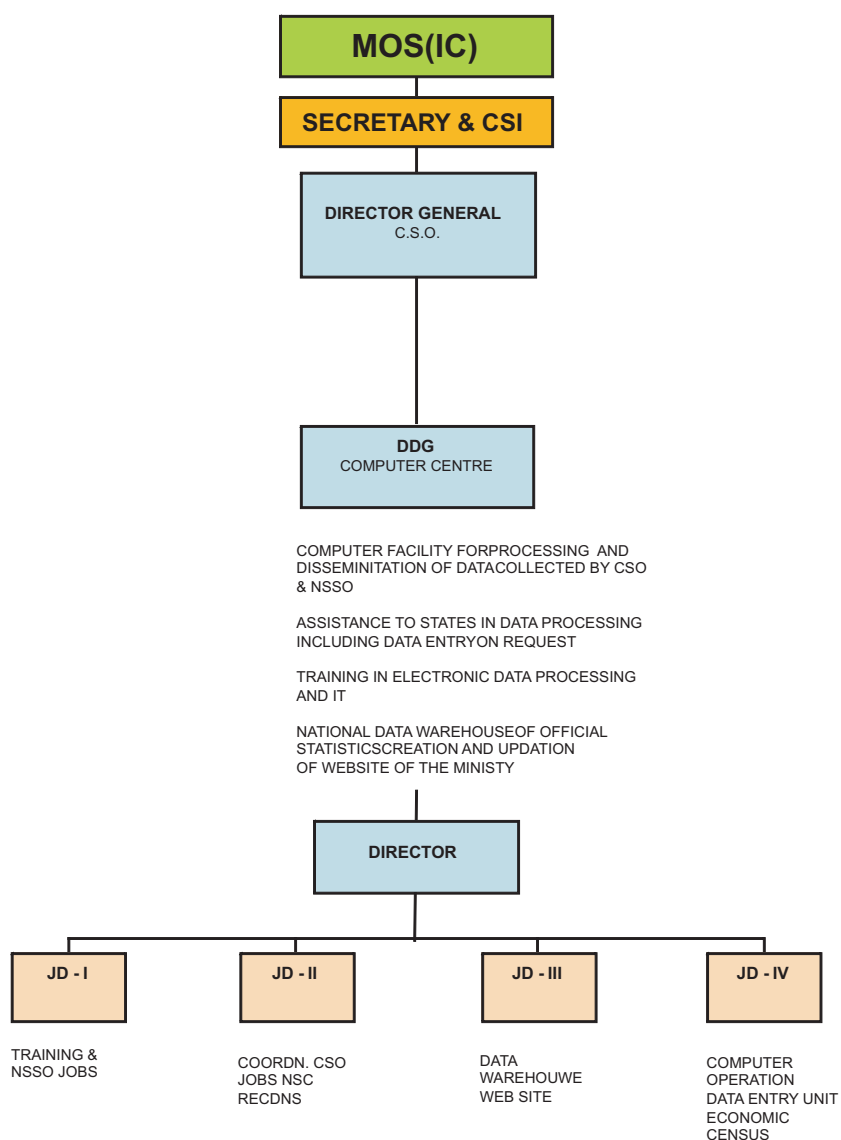 MOS(IC)
SECRETARY & CSI
DIRECTOR GENERAL
C.S.O.
DDG
COMPUTER CENTRE
COMPUTER FACILITY FORPROCESSING AND
DISSEMINITATION OF DATACOLLECTED BY CSO
& NSSO
ASSISTANCE TO STATES IN DATA PROCESSING
INCLUDING DATA ENTRYON REQUEST
TRAINING IN ELECTRONIC DATA PROCESSING
AND IT
NATIONAL DATA WAREHOUSEOF OFFICIAL
STATISTICSCREATION AND UPDATION
OF WEBSITE OF THE MINISTY
DIRECTOR
JD - I
TRAINING &
NSSO JOBS
JD - II
COORDN. CSO
JOBS NSC
RECDNS
JD - III
DATA
WAREHOUWE
WEB SITE
JD - IV
COMPUTER
OPERATION
DATA ENTRY UNIT
ECONOMIC
CENSUS